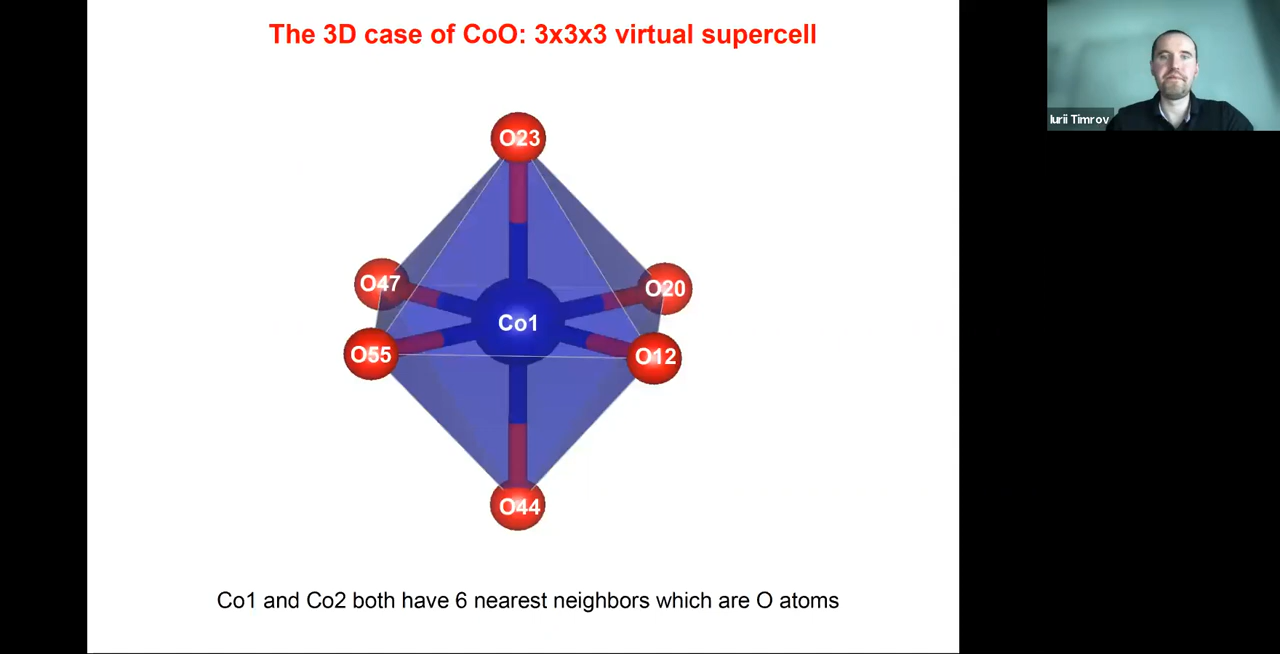 The 3D case of CoO: 3x3x3 virtual supercell
Iurii Timrov
O23
O47
O20
Co1
O55
O12
O44
Co1 and Co2 both have 6 nearest neighbors which are O atoms